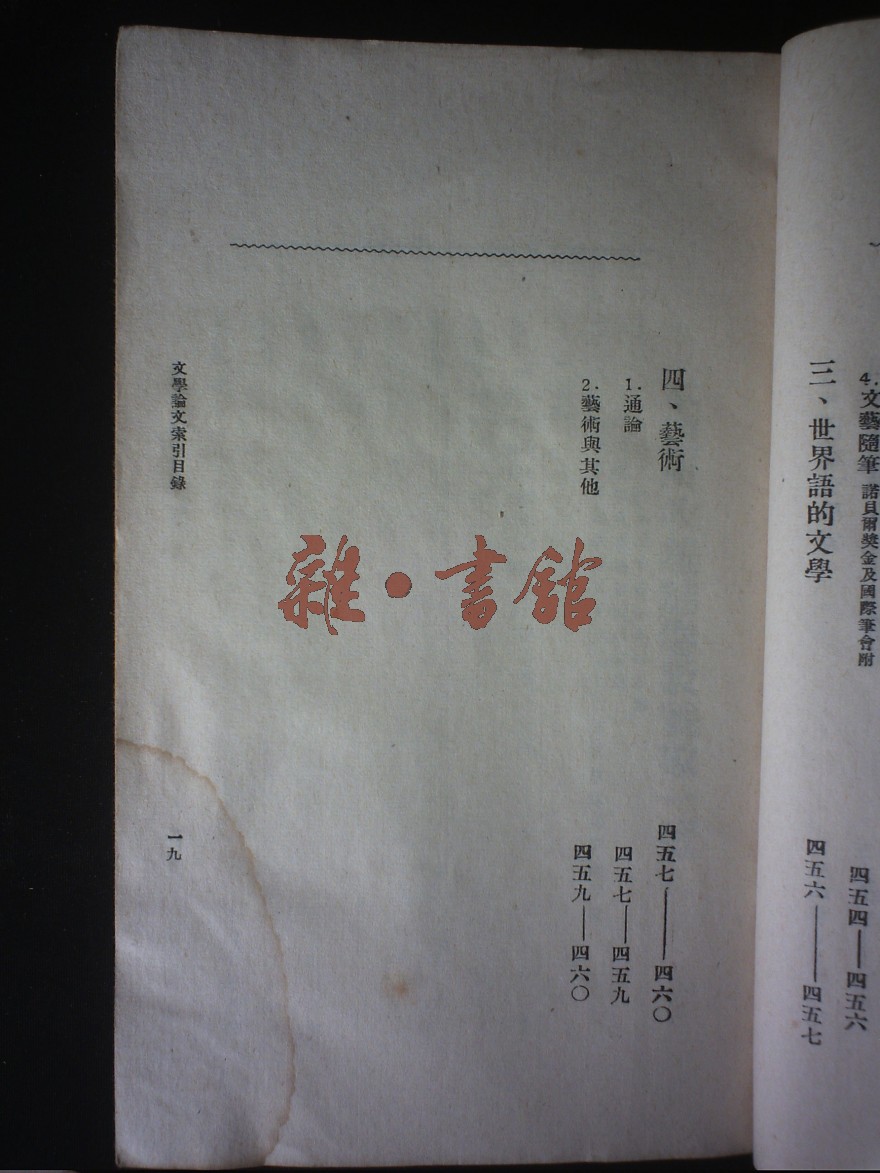 4.文藝隨筆 諾貝爾獎金及國際筆會附 四五四——四五六
三、世界語的文學 四五六——四五七
四、藝術 四五七——四六〇
1.通論 四五七——四五九
2.藝術與其他 四五九——四六〇
文學論文索引目錄 一九
雜•書館